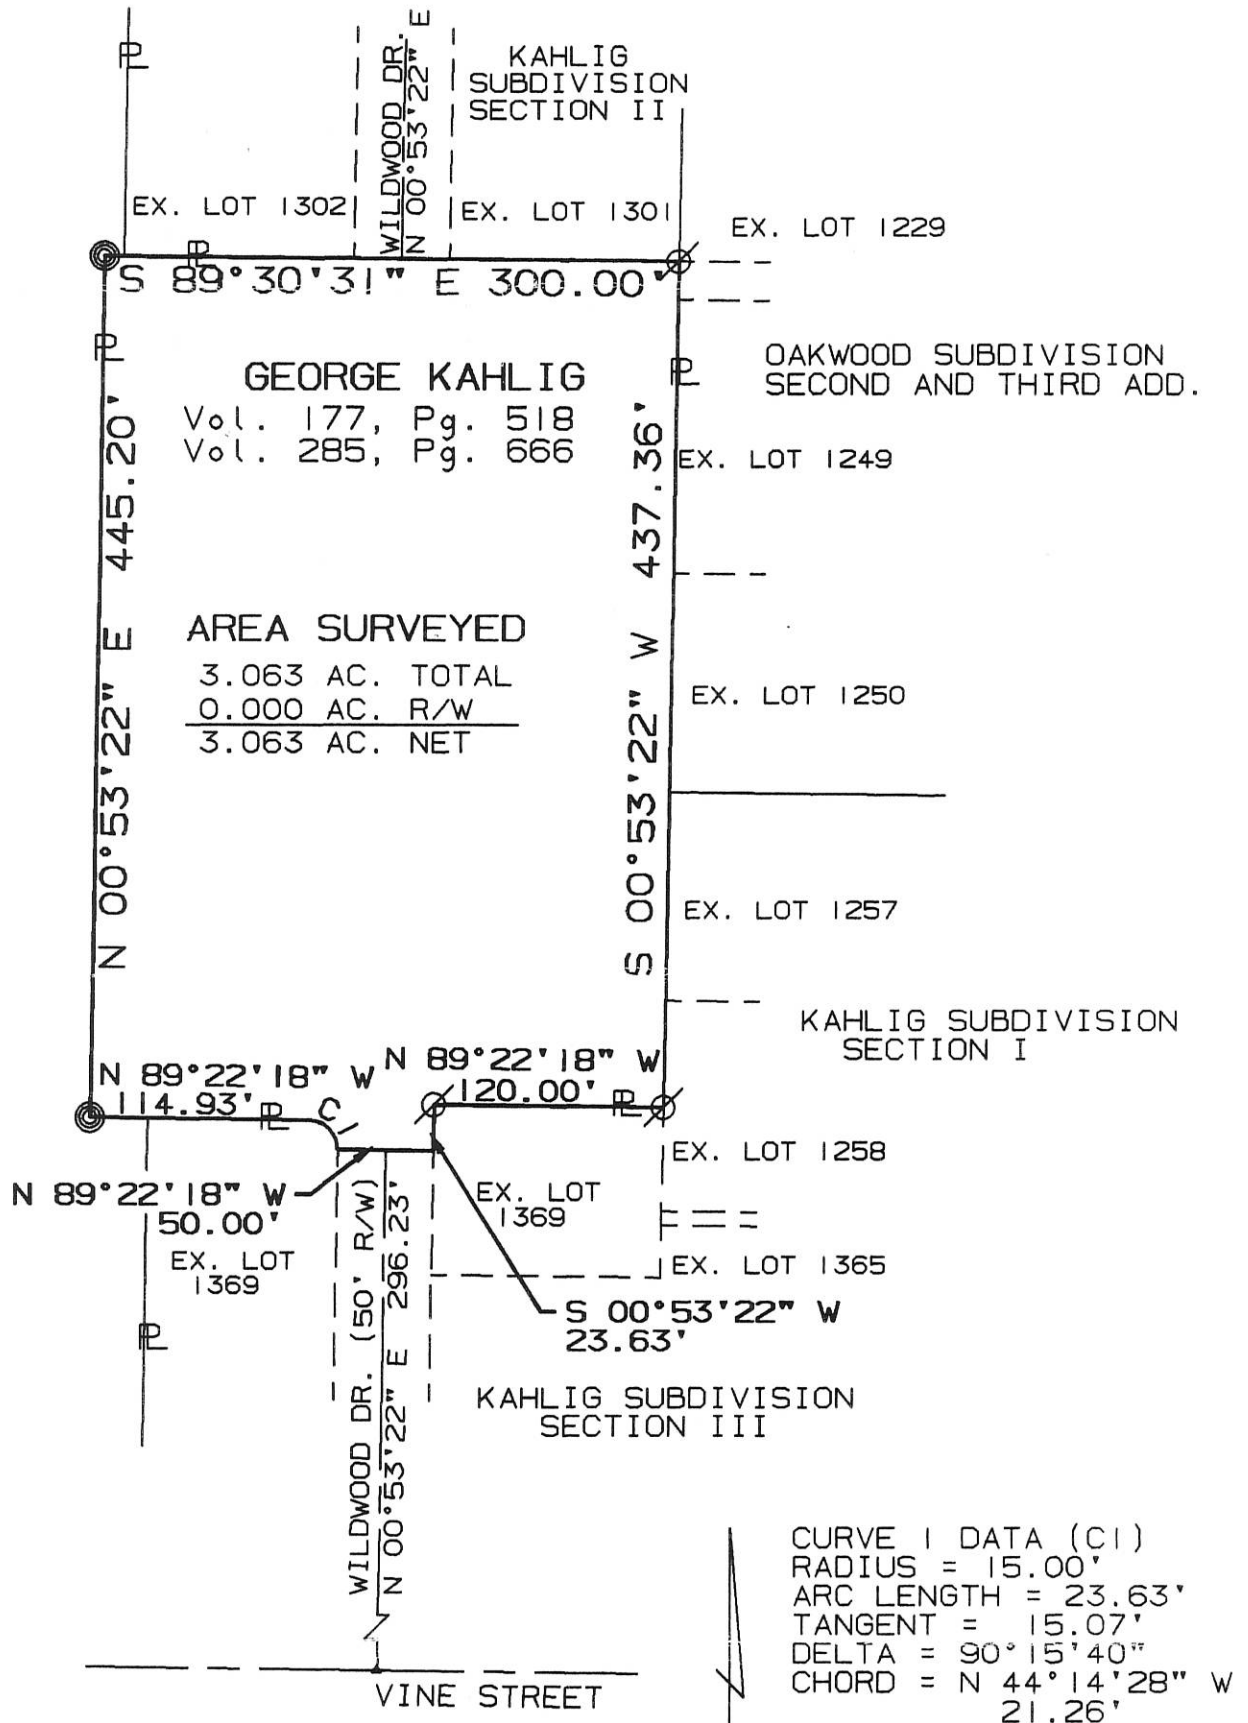 KAHLIG
SUBDIVISION
SECTION II
WILDWOOD DR.
N 00°53'22" E
EX. LOT 1302
EX. LOT 1301
EX. LOT 1229
S 89°30'31" E 300.00'
OAKWOOD SUBDIVISION
SECOND AND THIRD ADD.
GEORGE KAHLIG
Vol. 177, Pg. 518
Vol. 285, Pg. 666
N 00°53'22" E 445.20'
S 00°53'22" W 437.36'
EX. LOT 1249
AREA SURVEYED
3.063 AC. TOTAL
0.000 AC. R/W
3.063 AC. NET
EX. LOT 1250
EX. LOT 1257
KAHLIG SUBDIVISION
SECTION I
N 89°22'18" W
114.93'
N 89°22'18" W
120.00'
C1
EX. LOT 1258
N 89°22'18" W
50.00'
EX. LOT
1369
EX. LOT
1369
EX. LOT 1365
S 00°53'22" W
23.63'
WILDWOOD DR. (50' R/W)
N 00°53'22" E 296.23'
KAHLIG SUBDIVISION
SECTION III
VINE STREET
CURVE 1 DATA (C1)
RADIUS = 15.00'
ARC LENGTH = 23.63'
TANGENT = 15.07'
DELTA = 90°15'40"
CHORD = N 44°14'28" W
21.26'